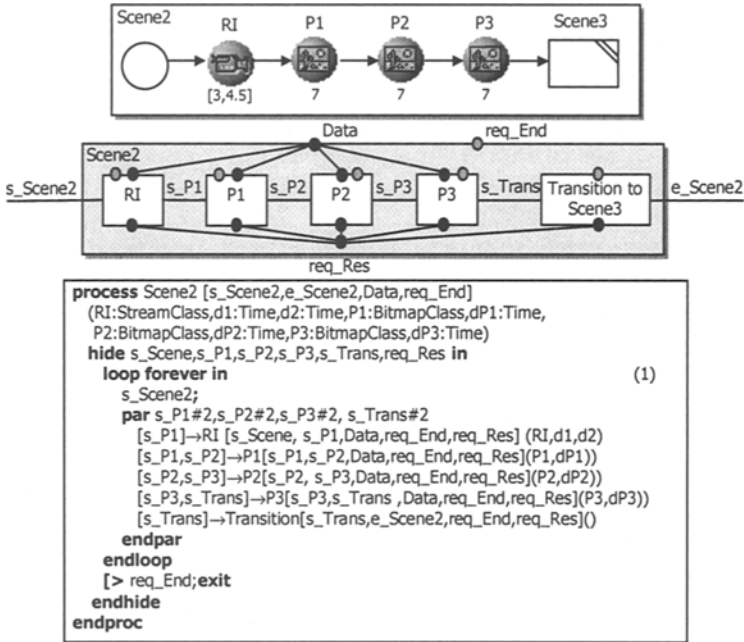 Scene2
RI P1 P2 P3 Scene3
[3,4.5] 7 7 7
Data req_End
Scene2
s_Scene2 RI s_P1 P1 s_P2 P2 s_P3 P3 s_Trans Transition to Scene3 e_Scene2
req_Res
process Scene2 [s_Scene2,e_Scene2,Data,req_End]
(RI:StreamClass,d1:Time,d2:Time,P1:BitmapClass,dP1:Time,
P2:BitmapClass,dP2:Time,P3:BitmapClass,dP3:Time)
hide s_Scene,s_P1,s_P2,s_P3,s_Trans,req_Res in
loop forever in (1)
s_Scene2;
par s_P1#2,s_P2#2,s_P3#2, s_Trans#2
[s_P1]→RI [s_Scene, s_P1,Data,req_End,req_Res] (RI,d1,d2)
[s_P1,s_P2]→P1[s_P1,s_P2,Data,req_End,req_Res](P1,dP1))
[s_P2,s_P3]→P2[s_P2, s_P3,Data,req_End,req_Res](P2,dP2))
[s_P3,s_Trans]→P3[s_P3,s_Trans ,Data,req_End,req_Res](P3,dP3))
[s_Trans]→Transition[s_Trans,e_Scene2,req_End,req_Res]()
endpar
endloop
[> req_End;exit
endhide
endproc